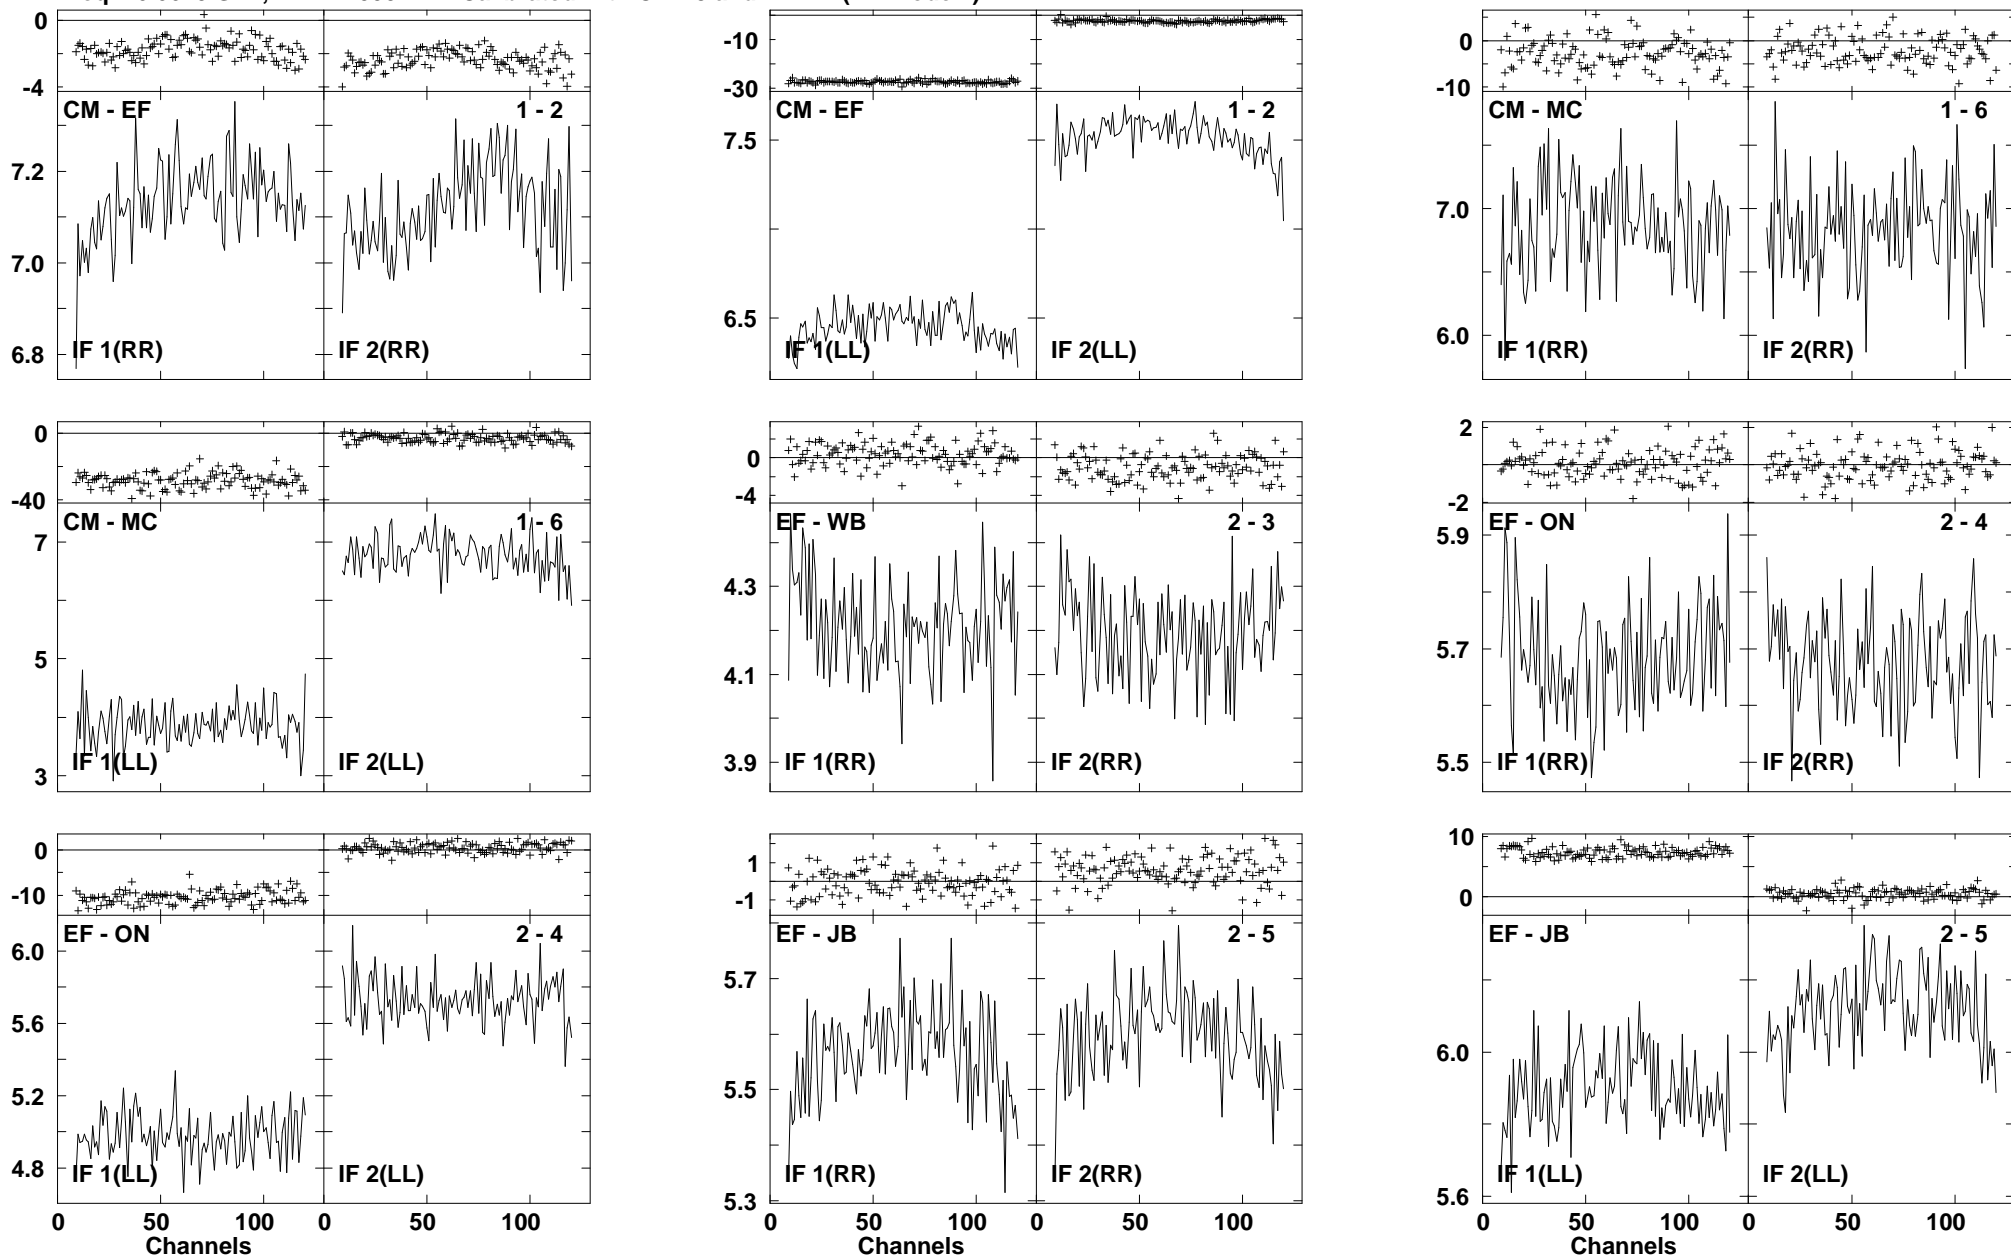 0
-4
CM - EF
1 - 2
7.2
7.0
6.8
IF 1(RR)
IF 2(RR)
-10
-30
CM - EF
1 - 2
7.5
6.5
IF 1(LL)
IF 2(LL)
0
-10
CM - MC
1 - 6
7.0
6.0
IF 1(RR)
IF 2(RR)
0
-40
CM - MC
1 - 6
7
5
3
IF 1(LL)
IF 2(LL)
0
-4
EF - WB
2 - 3
4.3
4.1
3.9
IF 1(RR)
IF 2(RR)
2
-2
EF - ON
2 - 4
5.9
5.7
5.5
IF 1(RR)
IF 2(RR)
0
-10
EF - ON
2 - 4
6.0
5.6
5.2
4.8
IF 1(LL)
IF 2(LL)
0 50 100 0 50 100
Channels
1
-1
EF - JB
2 - 5
5.7
5.5
5.3
IF 1(RR)
IF 2(RR)
0 50 100 0 50 100
Channels
10
0
EF - JB
2 - 5
6.0
5.6
IF 1(LL)
IF 2(LL)
0 50 100 0 50 100
Channels